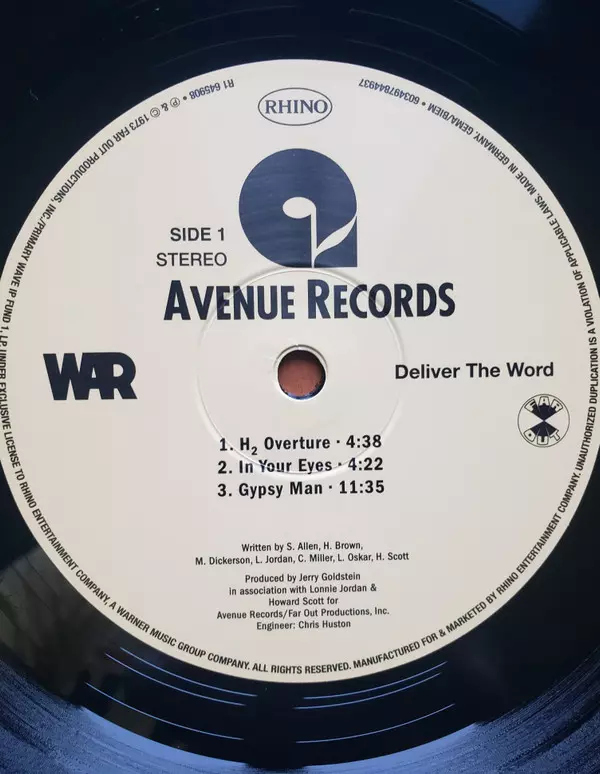 RHINO
SIDE 1
STEREO
AVENUE RECORDS
WAR
Deliver The Word
FAR
OUT
1. H₂ Overture · 4:38
2. In Your Eyes · 4:22
3. Gypsy Man · 11:35
Written by S. Allen, H. Brown,
M. Dickerson, L. Jordan, C. Miller, L. Oskar, H. Scott
Produced by Jerry Goldstein
in association with Lonnie Jordan &
Howard Scott for
Avenue Records/Far Out Productions, Inc.
Engineer: Chris Huston
R1 645908 • ℗ & © 1973 FAR OUT PRODUCTIONS, INC./PRIMARY WAVE IP FUND 1, LP. UNDER EXCLUSIVE LICENSE TO RHINO ENTERTAINMENT COMPANY, A WARNER MUSIC GROUP COMPANY. ALL RIGHTS RESERVED. MANUFACTURED FOR & MARKETED BY RHINO ENTERTAINMENT COMPANY. UNAUTHORIZED DUPLICATION IS A VIOLATION OF APPLICABLE LAWS. MADE IN GERMANY. GEMA/BIEM • 603497844937